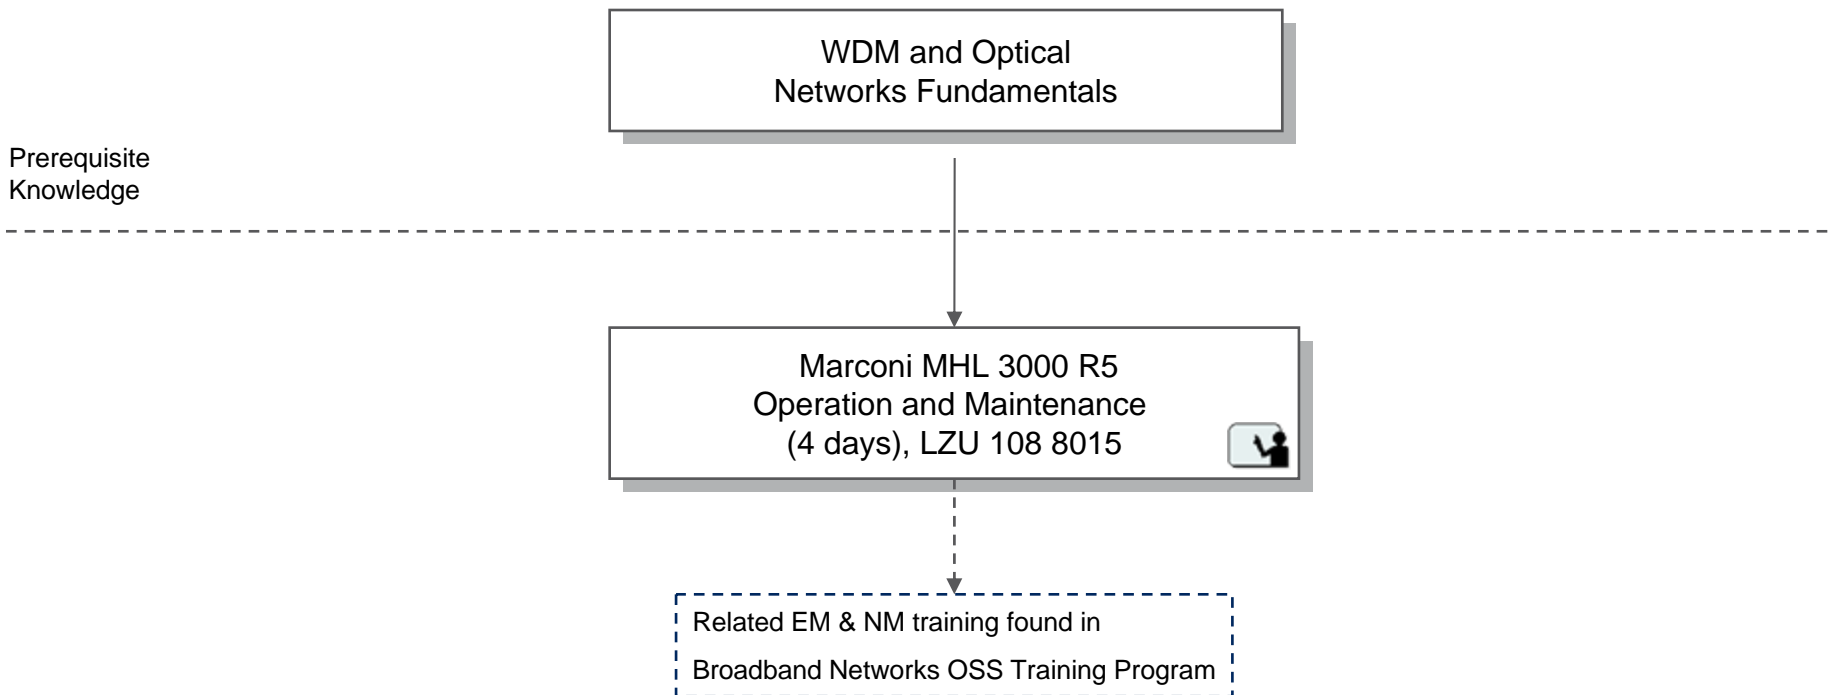 WDM and Optical
Networks Fundamentals
Prerequisite
Knowledge
Marconi MHL 3000 R5
Operation and Maintenance
(4 days), LZU 108 8015
Related EM & NM training found in
Broadband Networks OSS Training Program